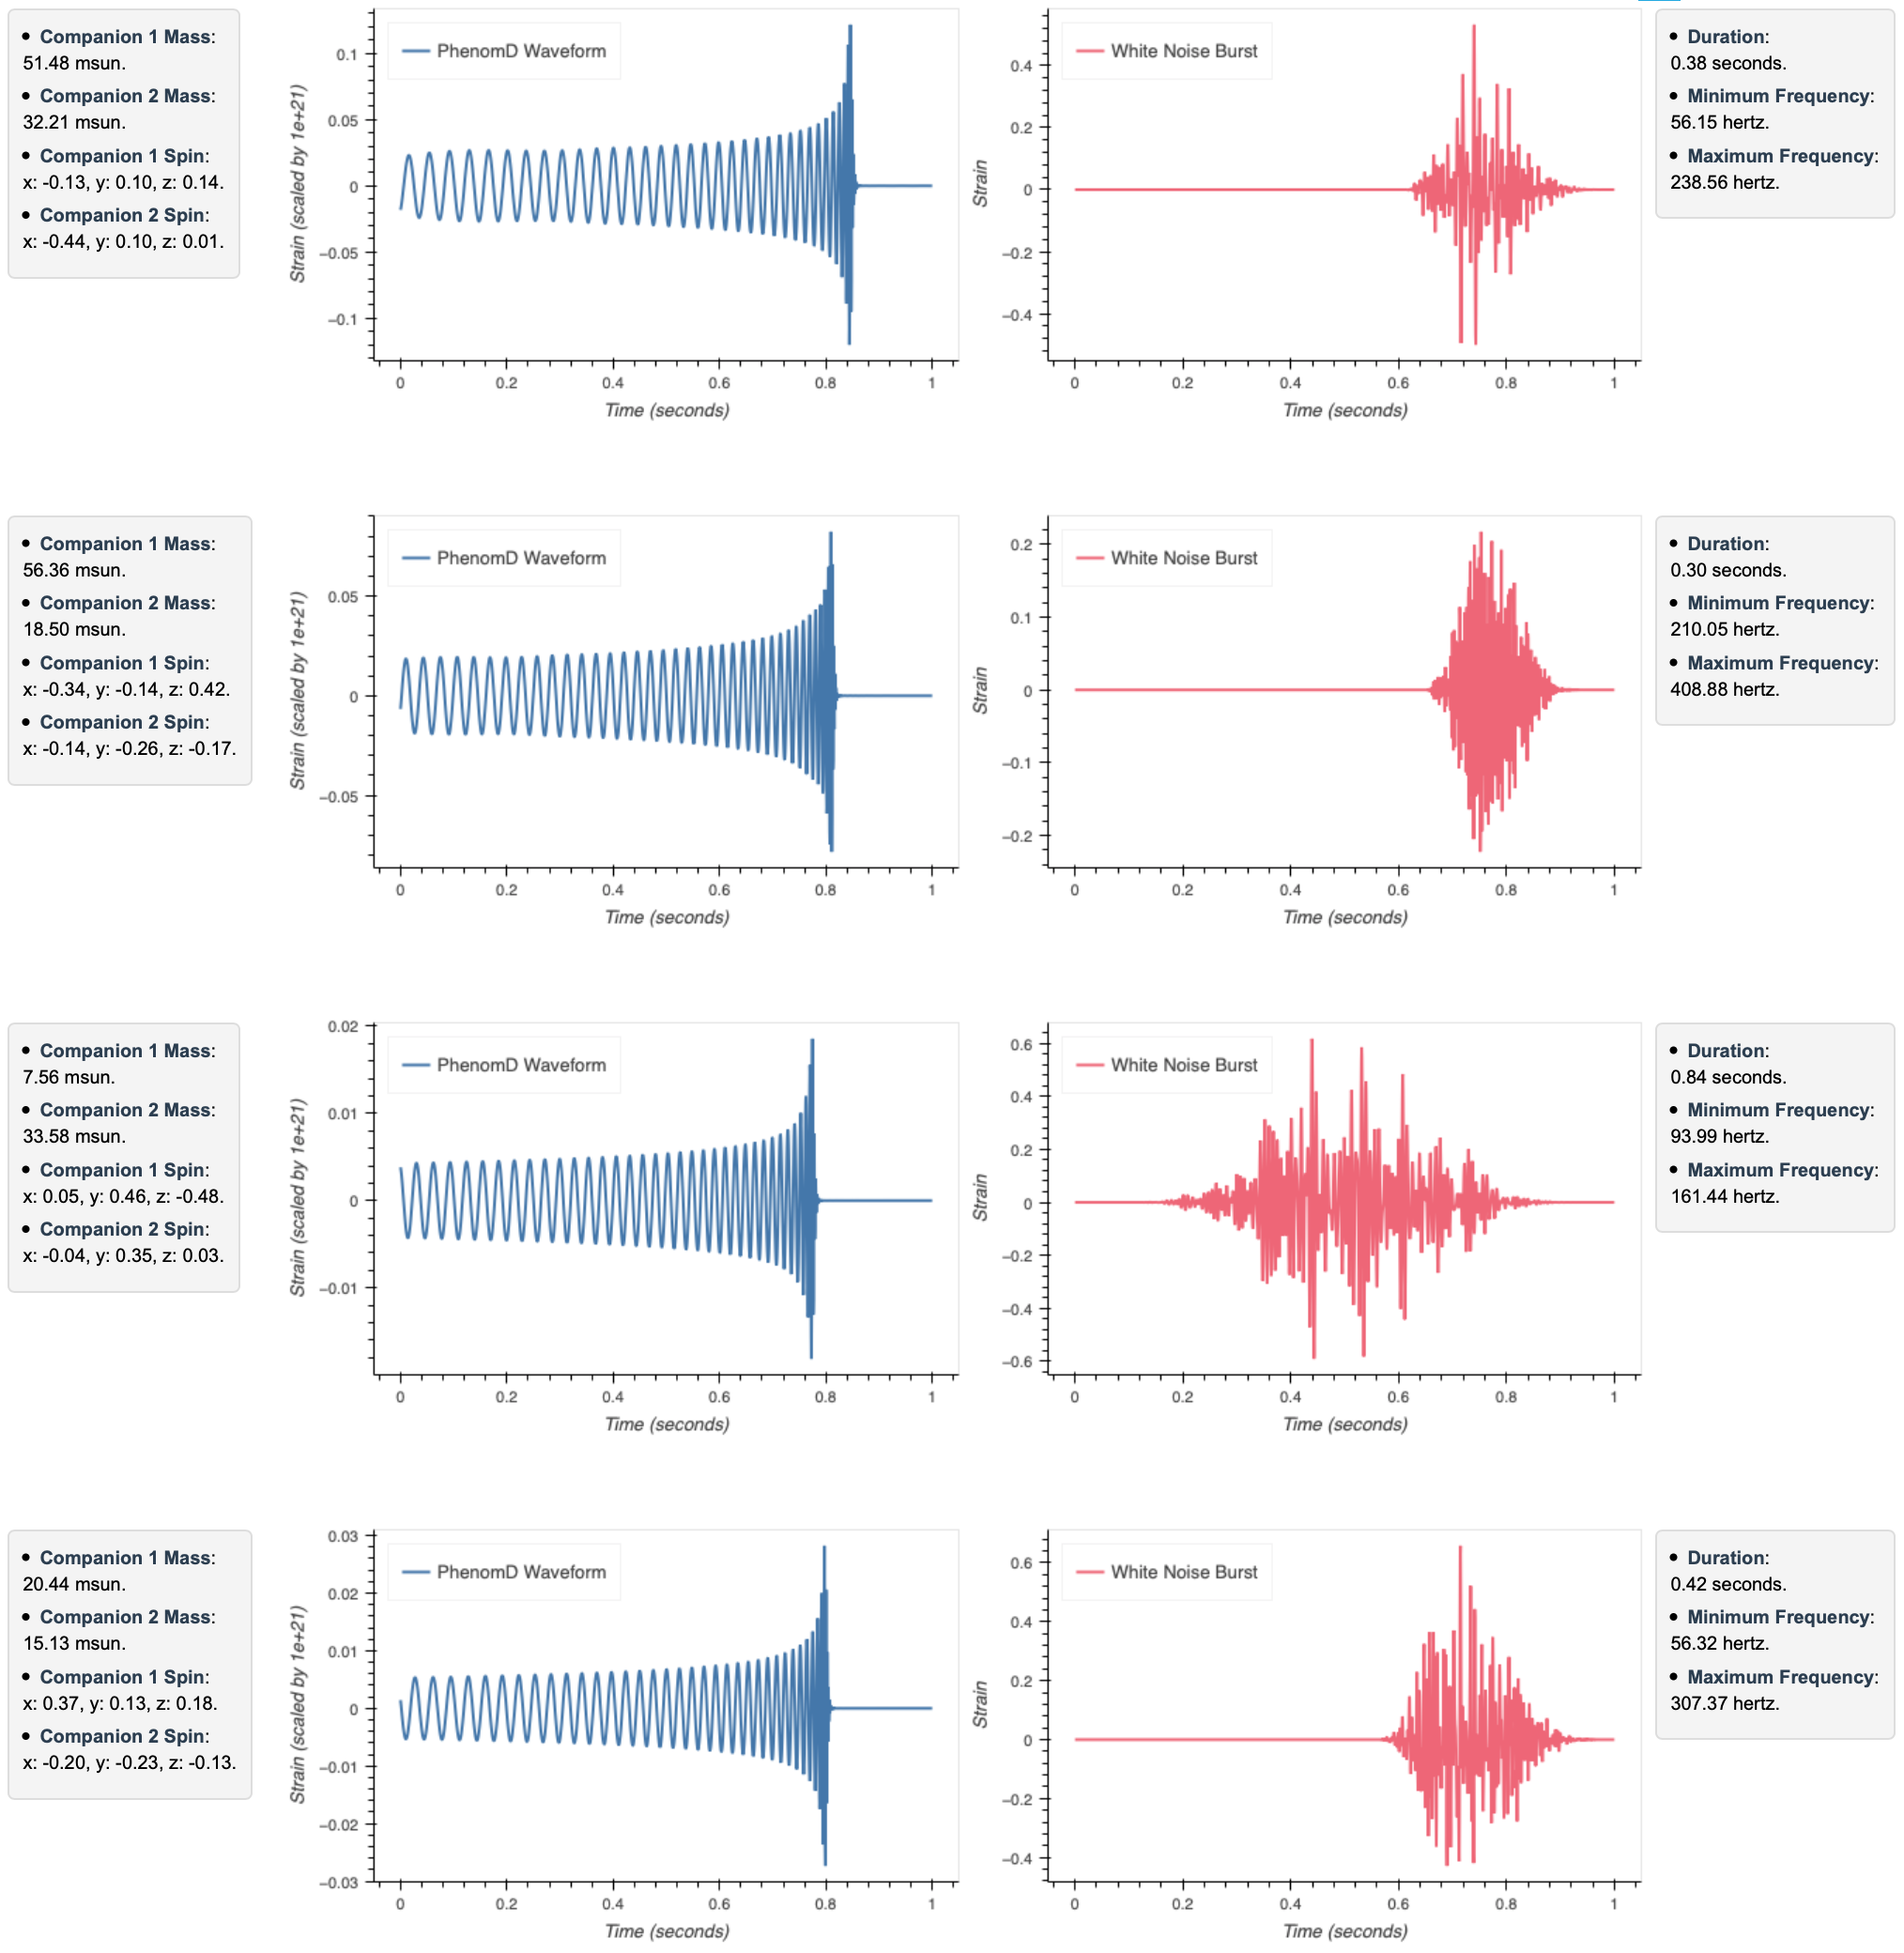 • Companion 1 Mass:
51.48 msun.
• Companion 2 Mass:
32.21 msun.
• Companion 1 Spin:
x: -0.13, y: 0.10, z: 0.14.
• Companion 2 Spin:
x: -0.44, y: 0.10, z: 0.01.
PhenomD Waveform
Strain (scaled by 1e+21)
0.1
0.05
0
−0.05
−0.1
0 0.2 0.4 0.6 0.8 1
Time (seconds)
White Noise Burst
Strain
0.4
0.2
0
−0.2
−0.4
0 0.2 0.4 0.6 0.8 1
Time (seconds)
• Duration:
0.38 seconds.
• Minimum Frequency:
56.15 hertz.
• Maximum Frequency:
238.56 hertz.
• Companion 1 Mass:
56.36 msun.
• Companion 2 Mass:
18.50 msun.
• Companion 1 Spin:
x: -0.34, y: -0.14, z: 0.42.
• Companion 2 Spin:
x: -0.14, y: -0.26, z: -0.17.
PhenomD Waveform
Strain (scaled by 1e+21)
0.05
0
−0.05
0 0.2 0.4 0.6 0.8 1
Time (seconds)
White Noise Burst
Strain
0.2
0.1
0
−0.1
−0.2
0 0.2 0.4 0.6 0.8 1
Time (seconds)
• Duration:
0.30 seconds.
• Minimum Frequency:
210.05 hertz.
• Maximum Frequency:
408.88 hertz.
• Companion 1 Mass:
7.56 msun.
• Companion 2 Mass:
33.58 msun.
• Companion 1 Spin:
x: 0.05, y: 0.46, z: -0.48.
• Companion 2 Spin:
x: -0.04, y: 0.35, z: 0.03.
PhenomD Waveform
Strain (scaled by 1e+21)
0.02
0.01
0
−0.01
0 0.2 0.4 0.6 0.8 1
Time (seconds)
White Noise Burst
Strain
0.6
0.4
0.2
0
−0.2
−0.4
−0.6
0 0.2 0.4 0.6 0.8 1
Time (seconds)
• Duration:
0.84 seconds.
• Minimum Frequency:
93.99 hertz.
• Maximum Frequency:
161.44 hertz.
• Companion 1 Mass:
20.44 msun.
• Companion 2 Mass:
15.13 msun.
• Companion 1 Spin:
x: 0.37, y: 0.13, z: 0.18.
• Companion 2 Spin:
x: -0.20, y: -0.23, z: -0.13.
PhenomD Waveform
Strain (scaled by 1e+21)
0.03
0.02
0.01
0
−0.01
−0.02
−0.03
0 0.2 0.4 0.6 0.8 1
Time (seconds)
White Noise Burst
Strain
0.6
0.4
0.2
0
−0.2
−0.4
0 0.2 0.4 0.6 0.8 1
Time (seconds)
• Duration:
0.42 seconds.
• Minimum Frequency:
56.32 hertz.
• Maximum Frequency:
307.37 hertz.